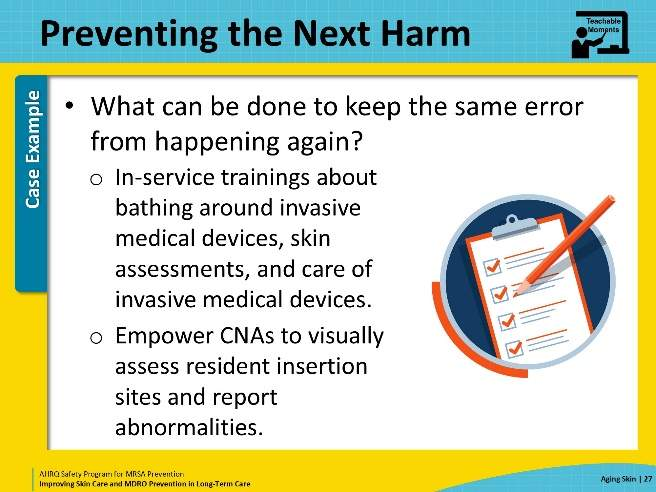 Preventing the Next Harm
Teachable
Moments
Case Example
• What can be done to keep the same error
from happening again?
o In-service trainings about
bathing around invasive
medical devices, skin
assessments, and care of
invasive medical devices.
o Empower CNAs to visually
assess resident insertion
sites and report
abnormalities.
AHRQ Safety Program for MRSA Prevention
Improving Skin Care and MDRO Prevention in Long-Term Care
Aging Skin | 27